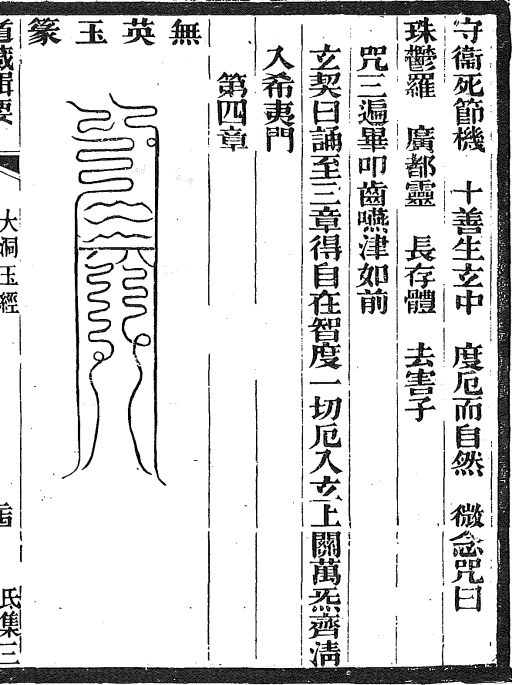 守衞死節機　十善生玄中　度厄而自然　微念咒曰
珠鬱羅　廣都靈　長存體　去害子
咒三遍畢叩齒嚥津如前
玄契曰誦至三章得自在智度一切厄入玄上關萬炁齊淸
入希夷門
第四章
無英玉篆
道藏輯要
大洞玉經
氐集三